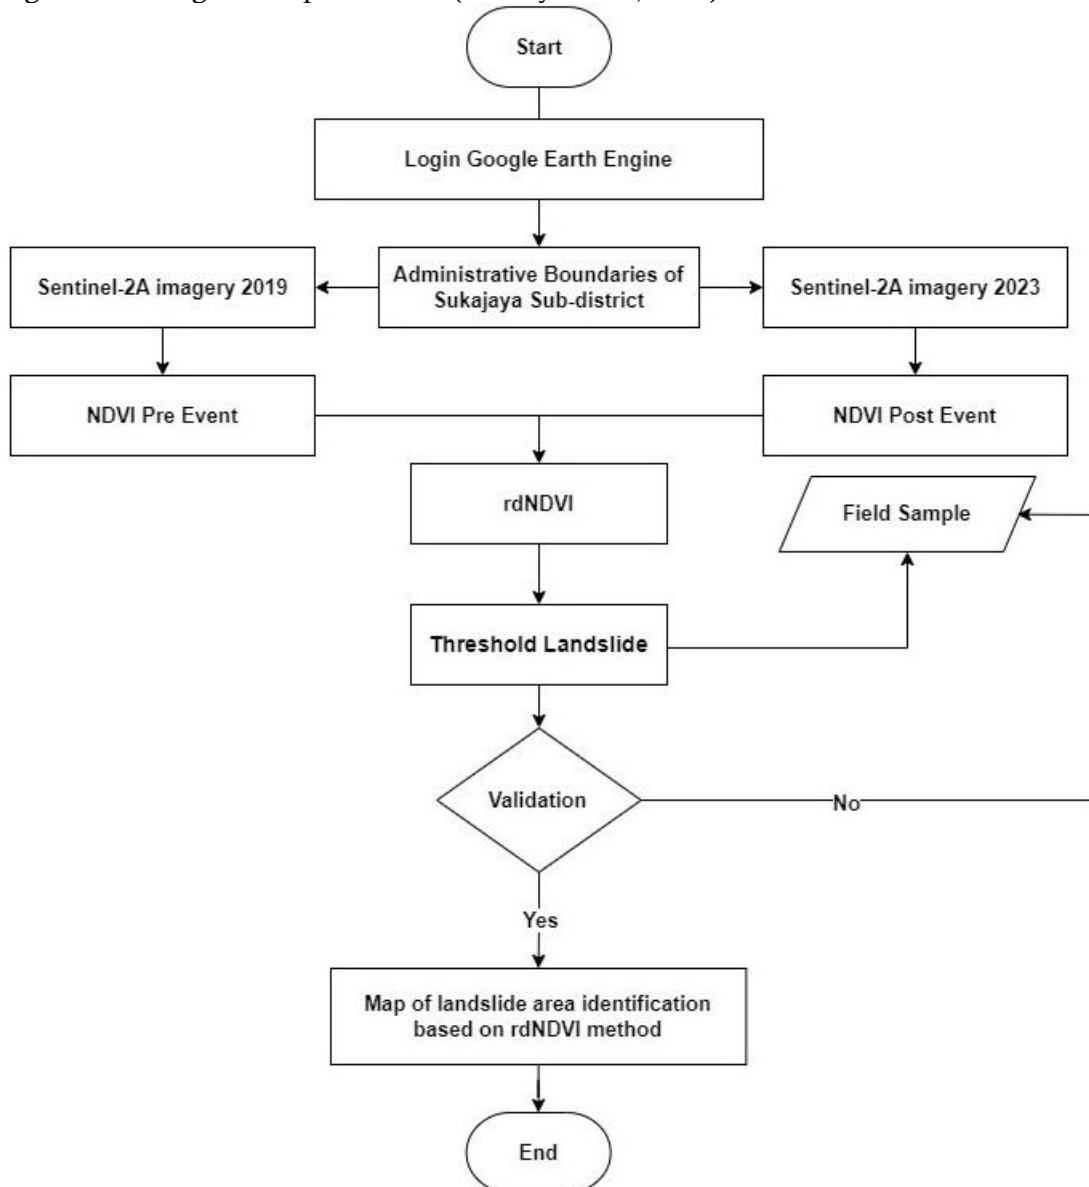 Start
Login Google Earth Engine
Sentinel-2A imagery 2019
Administrative Boundaries of
Sukajaya Sub-district
Sentinel-2A imagery 2023
NDVI Pre Event
NDVI Post Event
rdNDVI
Field Sample
Threshold Landslide
Validation
No
Yes
Map of landslide area identification
based on rdNDVI method
End